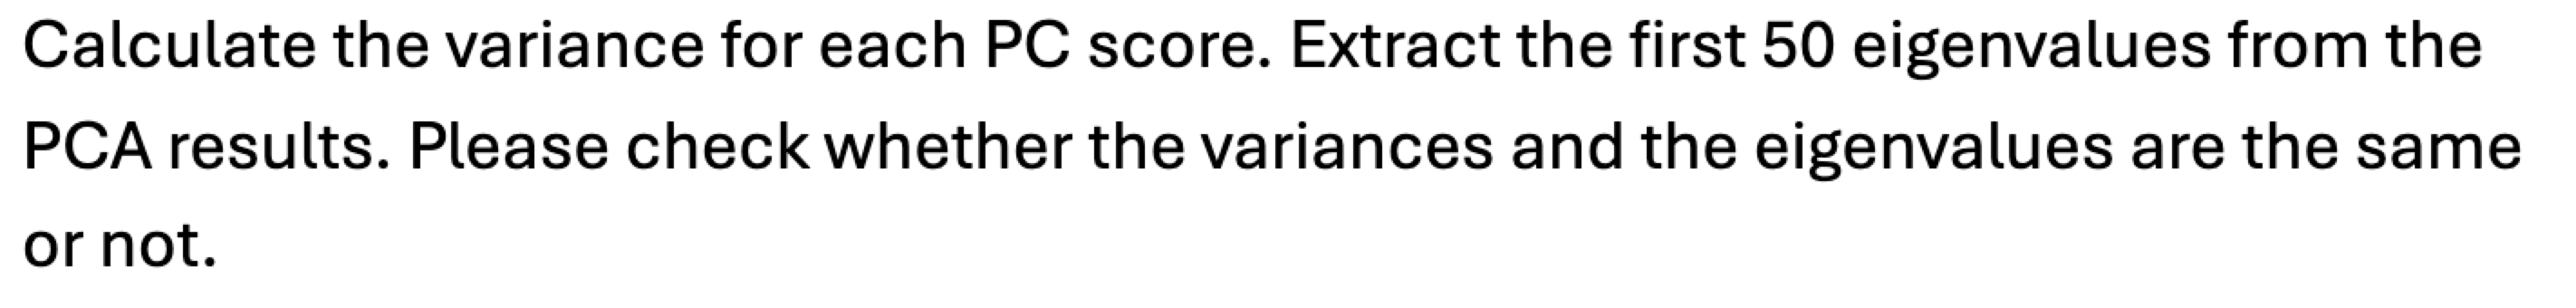 Calculate the variance for each PC score. Extract the first 50 eigenvalues from the
PCA results. Please check whether the variances and the eigenvalues are the same
or not.